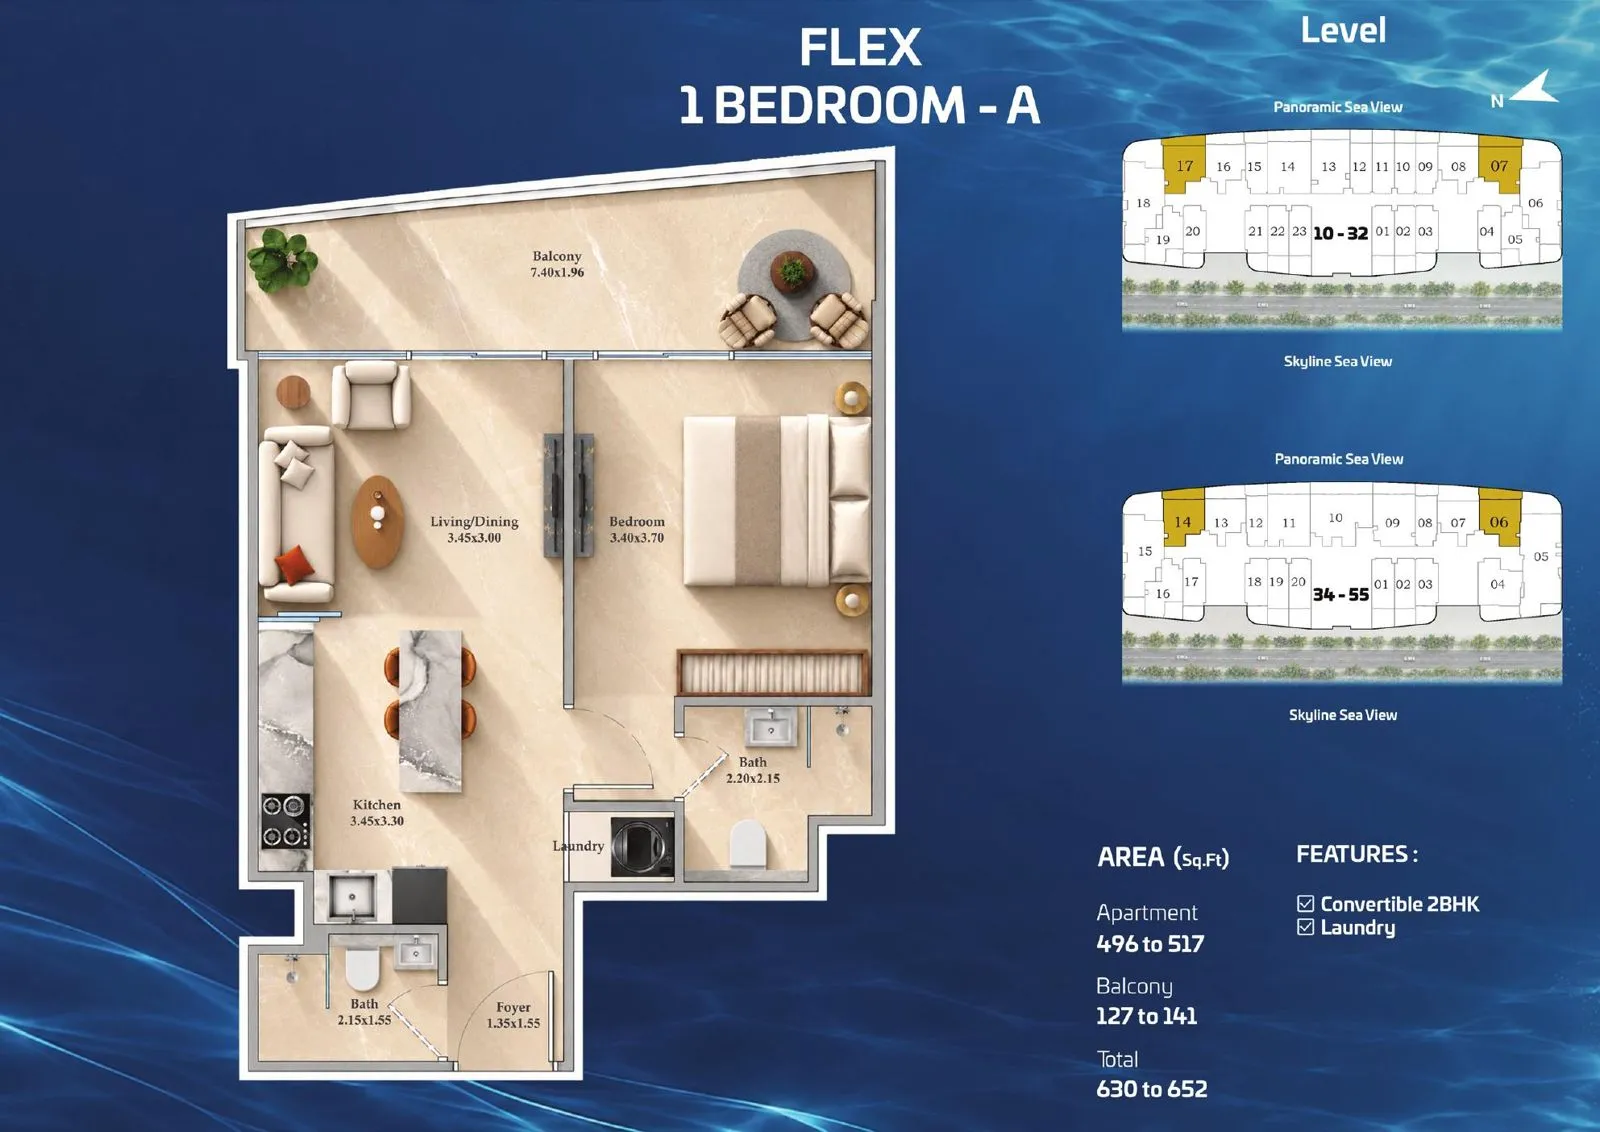 FLEX
1 BEDROOM - A
Balcony
7.40x1.96
Living/Dining
3.45x3.00
Bedroom
3.40x3.70
Bath
2.20x2.15
Kitchen
3.45x3.30
Laundry
Bath
2.15x1.55
Foyer
1.35x1.55
Level
Panoramic Sea View
N
17 16 15 14 13 12 11 10 09 08 07
18 06
19 20 21 22 23 10 - 32 01 02 03 04 05
Skyline Sea View
Panoramic Sea View
14 13 12 11 10 09 08 07 06
15 05
16 17 18 19 20 34 - 55 01 02 03 04
Skyline Sea View
AREA (Sq.Ft)
Apartment
496 to 517
Balcony
127 to 141
Total
630 to 652
FEATURES :
Convertible 2BHK
Laundry